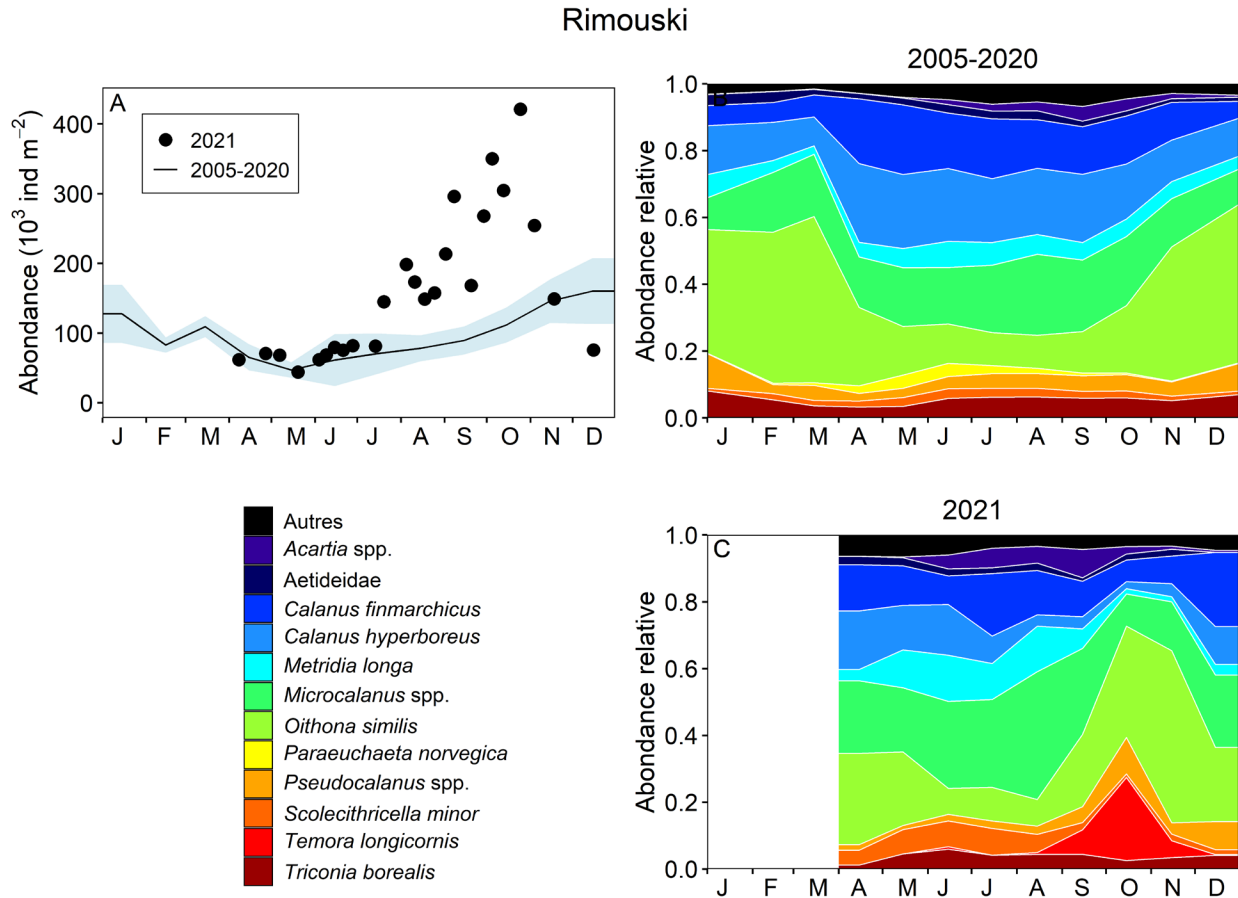 Rimouski
A
Abondance (10³ ind m⁻²)
400
300
200
100
0
2021
2005-2020
J F M A M J J A S O N D
2005-2020
B
Abondance relative
1.0
0.8
0.6
0.4
0.2
0.0
J F M A M J J A S O N D
Autres
Acartia spp.
Aetideidae
Calanus finmarchicus
Calanus hyperboreus
Metridia longa
Microcalanus spp.
Oithona similis
Paraeuchaeta norvegica
Pseudocalanus spp.
Scolecithricella minor
Temora longicornis
Triconia borealis
2021
C
Abondance relative
1.0
0.8
0.6
0.4
0.2
0.0
J F M A M J J A S O N D